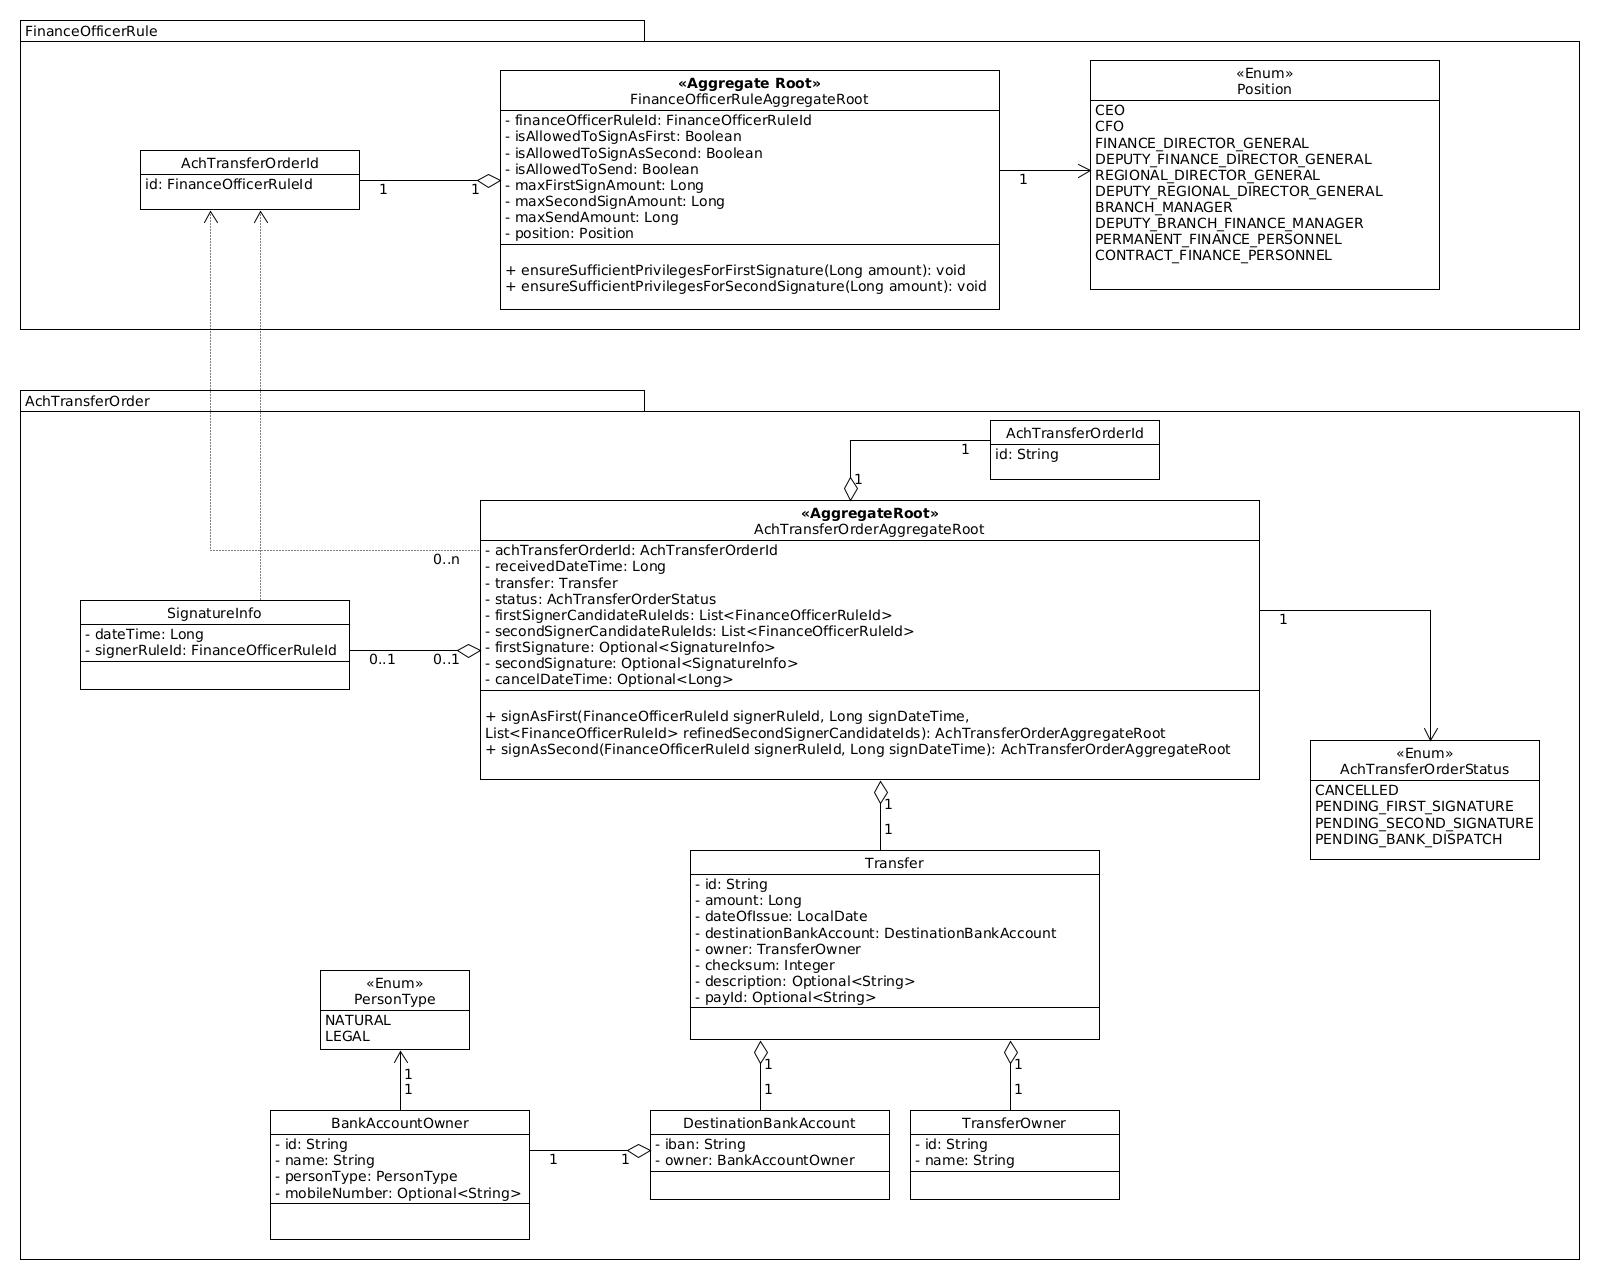 FinanceOfficerRule
«Aggregate Root»
FinanceOfficerRuleAggregateRoot
- financeOfficerRuleId: FinanceOfficerRuleId
- isAllowedToSignAsFirst: Boolean
- isAllowedToSignAsSecond: Boolean
- isAllowedToSend: Boolean
- maxFirstSignAmount: Long
- maxSecondSignAmount: Long
- maxSendAmount: Long
- position: Position
+ ensureSufficientPrivilegesForFirstSignature(Long amount): void
+ ensureSufficientPrivilegesForSecondSignature(Long amount): void
«Enum»
Position
CEO
CFO
FINANCE_DIRECTOR_GENERAL
DEPUTY_FINANCE_DIRECTOR_GENERAL
REGIONAL_DIRECTOR_GENERAL
DEPUTY_REGIONAL_DIRECTOR_GENERAL
BRANCH_MANAGER
DEPUTY_BRANCH_FINANCE_MANAGER
PERMANENT_FINANCE_PERSONNEL
CONTRACT_FINANCE_PERSONNEL
1
AchTransferOrderId
id: FinanceOfficerRuleId
1
1
AchTransferOrder
AchTransferOrderId
id: String
1
1
«AggregateRoot»
AchTransferOrderAggregateRoot
- achTransferOrderId: AchTransferOrderId
- receivedDateTime: Long
- transfer: Transfer
- status: AchTransferOrderStatus
- firstSignerCandidateRuleIds: List<FinanceOfficerRuleId>
- secondSignerCandidateRuleIds: List<FinanceOfficerRuleId>
- firstSignature: Optional<SignatureInfo>
- secondSignature: Optional<SignatureInfo>
- cancelDateTime: Optional<Long>
+ signAsFirst(FinanceOfficerRuleId signerRuleId, Long signDateTime,
List<FinanceOfficerRuleId> refinedSecondSignerCandidateIds): AchTransferOrderAggregateRoot
+ signAsSecond(FinanceOfficerRuleId signerRuleId, Long signDateTime): AchTransferOrderAggregateRoot
0..n
SignatureInfo
- dateTime: Long
- signerRuleId: FinanceOfficerRuleId
0..1
0..1
1
«Enum»
AchTransferOrderStatus
CANCELLED
PENDING_FIRST_SIGNATURE
PENDING_SECOND_SIGNATURE
PENDING_BANK_DISPATCH
1
1
Transfer
- id: String
- amount: Long
- dateOfIssue: LocalDate
- destinationBankAccount: DestinationBankAccount
- owner: TransferOwner
- checksum: Integer
- description: Optional<String>
- payId: Optional<String>
«Enum»
PersonType
NATURAL
LEGAL
1
1
1
1
1
1
BankAccountOwner
- id: String
- name: String
- personType: PersonType
- mobileNumber: Optional<String>
1
1
DestinationBankAccount
- iban: String
- owner: BankAccountOwner
TransferOwner
- id: String
- name: String